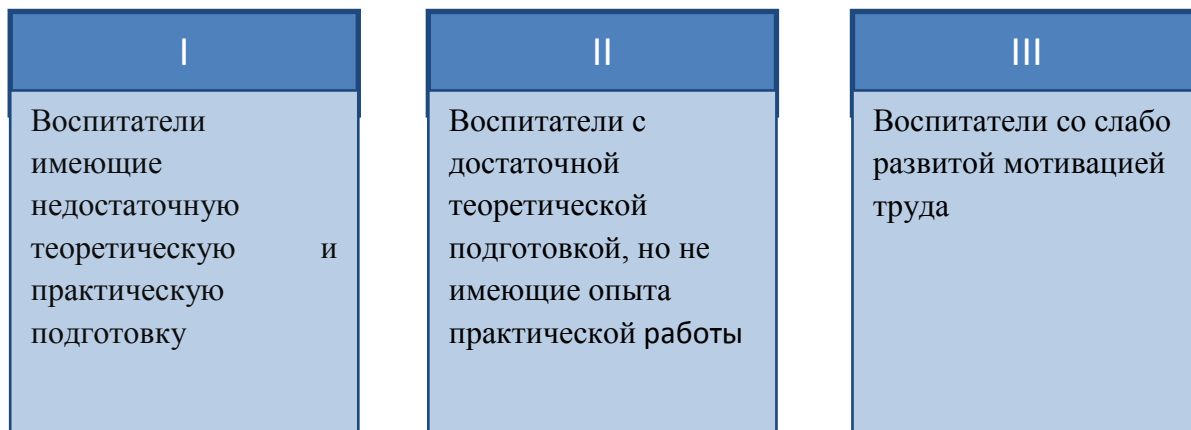 I
Воспитатели
имеющие
недостаточную
теоретическую и
практическую
подготовку
II
Воспитатели с
достаточной
теоретической
подготовкой, но не
имеющие опыта
практической работы
III
Воспитатели со слабо
развитой мотивацией
труда